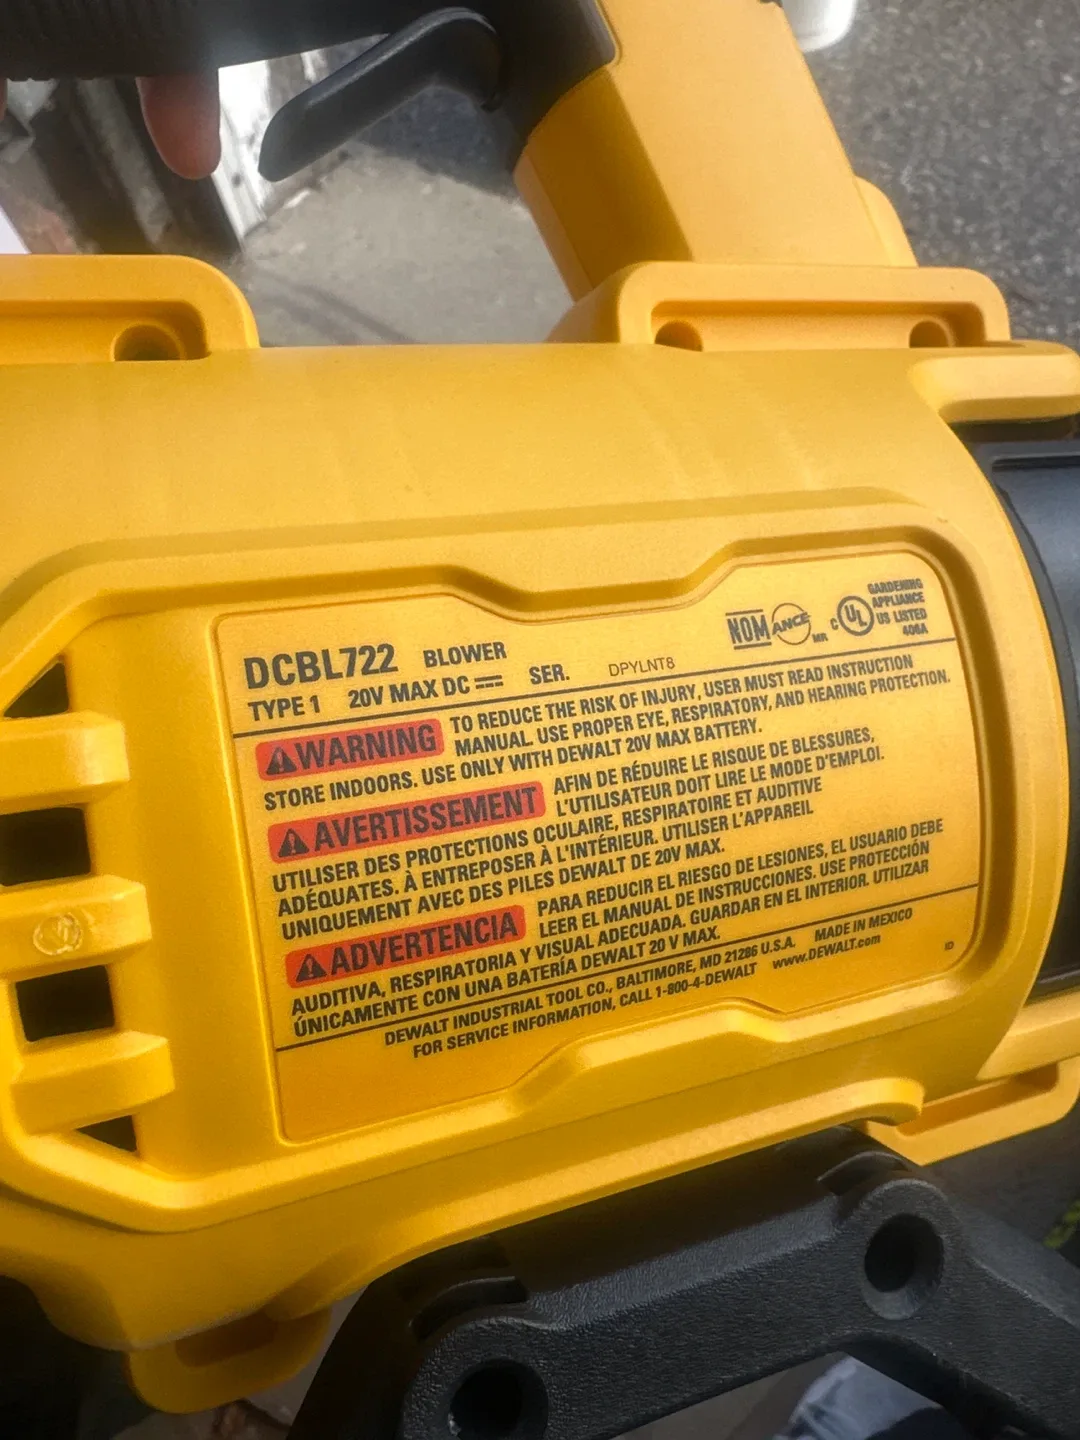 DCBL722 BLOWER
TYPE 1 20V MAX DC SER. DPYLNT8
NOM ANCE MR
C UL US LISTED
GARDENING
APPLIANCE
406A
WARNING TO REDUCE THE RISK OF INJURY, USER MUST READ INSTRUCTION
MANUAL. USE PROPER EYE, RESPIRATORY, AND HEARING PROTECTION.
STORE INDOORS. USE ONLY WITH DEWALT 20V MAX BATTERY.
AVERTISSEMENT AFIN DE RÉDUIRE LE RISQUE DE BLESSURES,
L'UTILISATEUR DOIT LIRE LE MODE D'EMPLOI.
UTILISER DES PROTECTIONS OCULAIRE, RESPIRATOIRE ET AUDITIVE
ADÉQUATES. À ENTREPOSER À L'INTÉRIEUR. UTILISER L'APPAREIL
UNIQUEMENT AVEC DES PILES DEWALT DE 20V MAX.
ADVERTENCIA PARA REDUCIR EL RIESGO DE LESIONES, EL USUARIO DEBE
LEER EL MANUAL DE INSTRUCCIONES. USE PROTECCIÓN
AUDITIVA, RESPIRATORIA Y VISUAL ADECUADA. GUARDAR EN EL INTERIOR. UTILIZAR
ÚNICAMENTE CON UNA BATERÍA DEWALT 20 V MAX.
DEWALT INDUSTRIAL TOOL CO., BALTIMORE, MD 21286 U.S.A. MADE IN MEXICO
FOR SERVICE INFORMATION, CALL 1-800-4-DEWALT www.DEWALT.com
ID